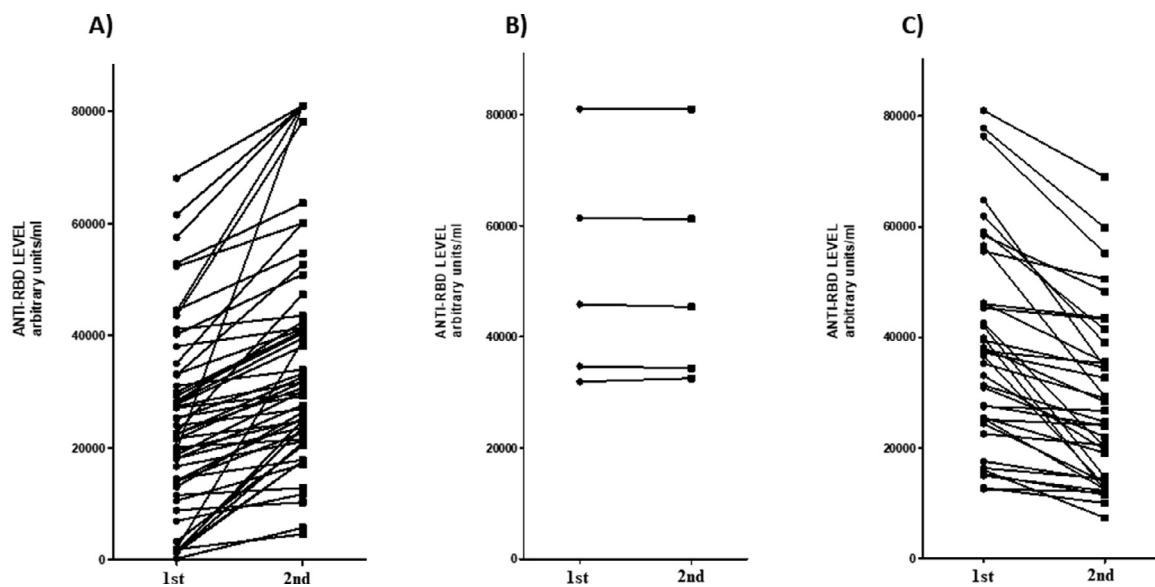 A)
ANTI-RBD LEVEL
arbitrary units/ml
80000
60000
40000
20000
0
1st 2nd
B)
ANTI-RBD LEVEL
arbitrary units/ml
80000
60000
40000
20000
0
1st 2nd
C)
ANTI-RBD LEVEL
arbitrary units/ml
80000
60000
40000
20000
0
1st 2nd